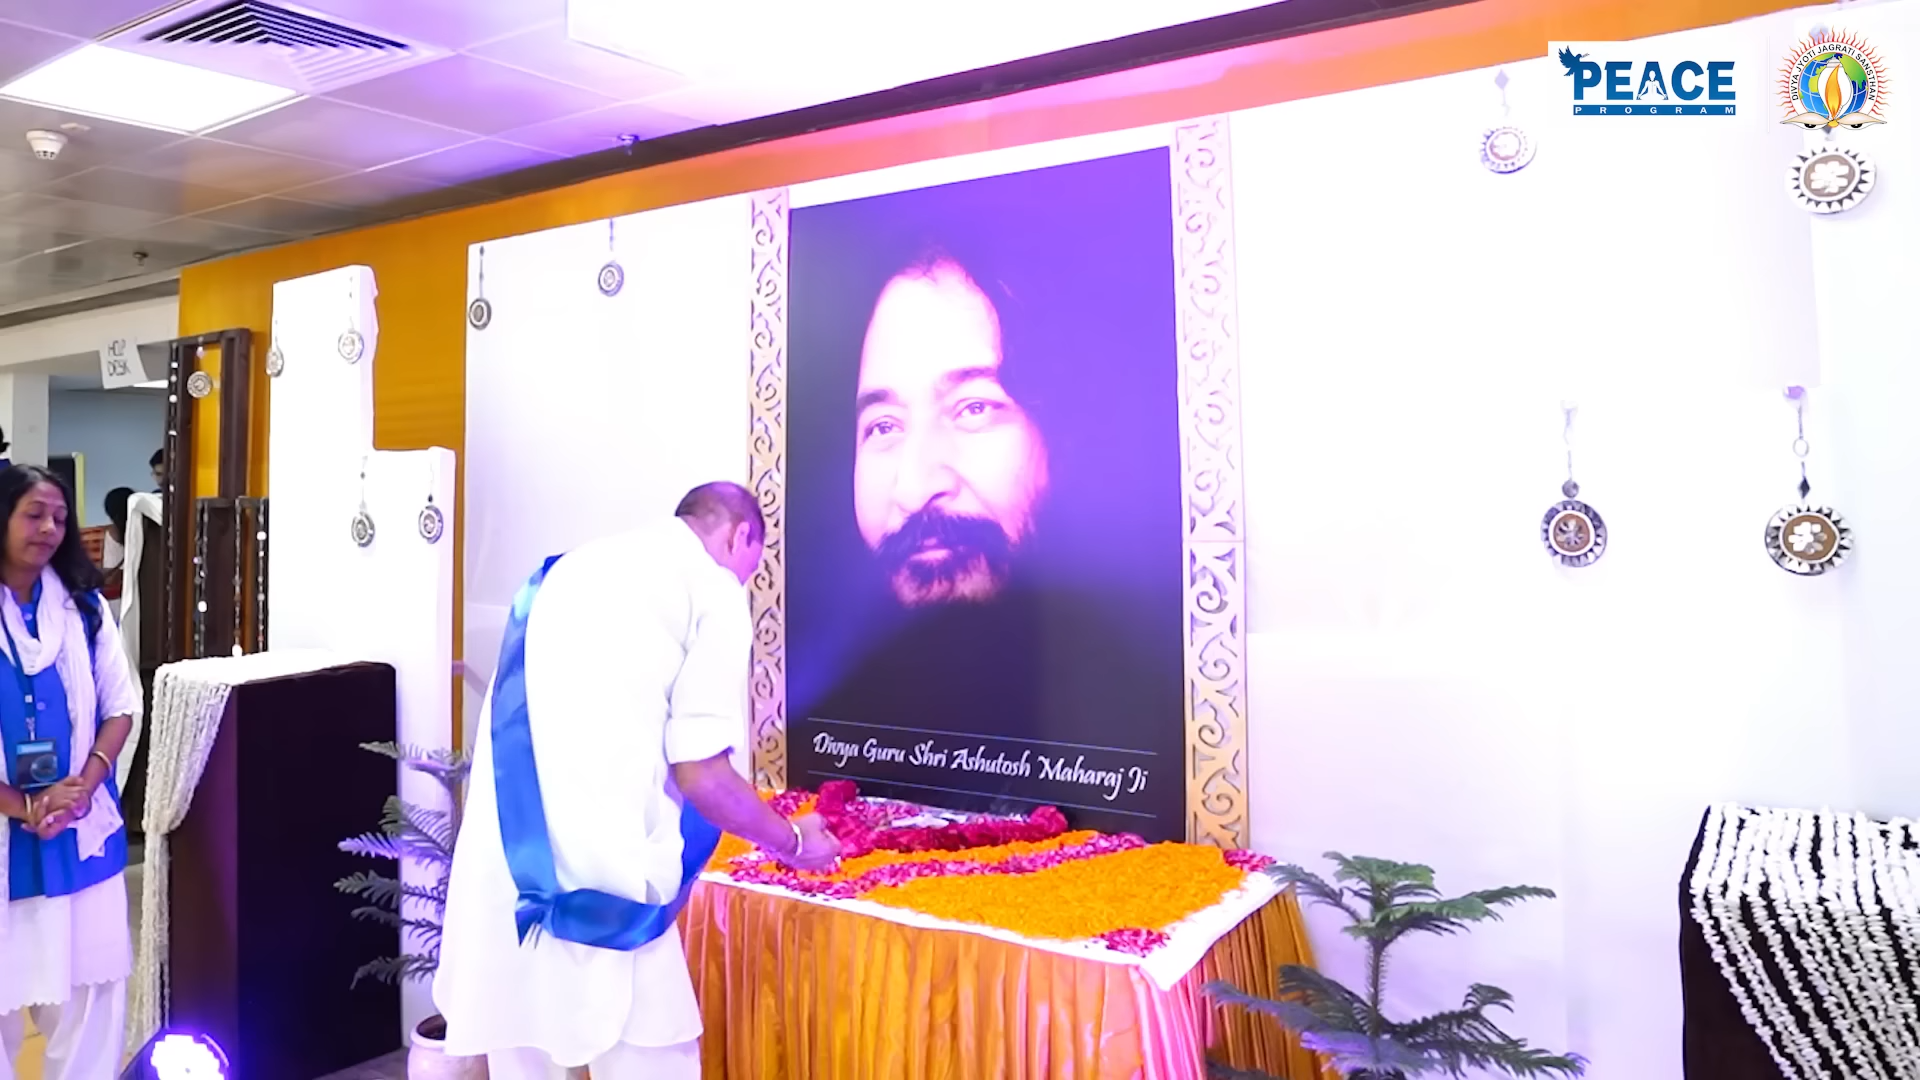 PEACE
PROGRAM
DIVYA JYOTI JAGRATI SANSTHAN
HELP
DESK
Divya Guru Shri Ashutosh Maharaj Ji